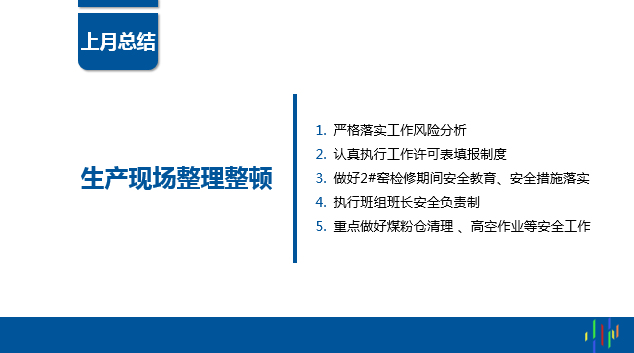 上月总结
生产现场整理整顿
1. 严格落实工作风险分析
2. 认真执行工作许可表填报制度
3. 做好2#窑检修期间安全教育、安全措施落实
4. 执行班组班长安全负责制
5. 重点做好煤粉仓清理 、高空作业等安全工作